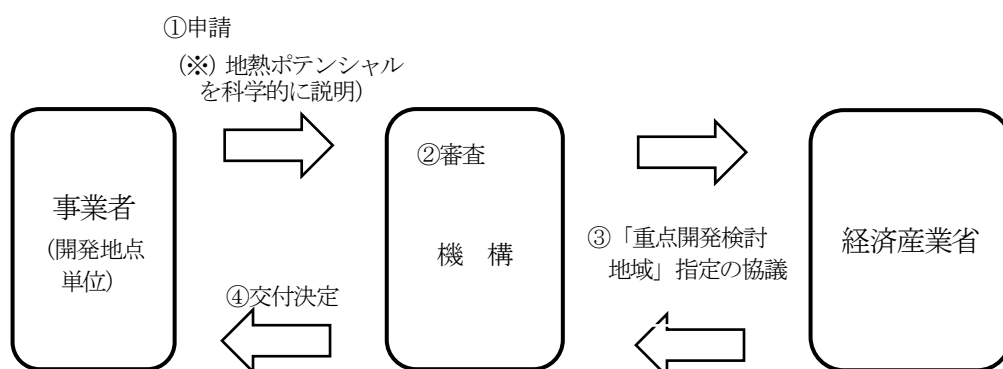 ①申請
(※) 地熱ポテンシャル
を科学的に説明)
事業者
(開発地点
単位)
②審査
機 構
④交付決定
③「重点開発検討
地域」指定の協議
経済産業省